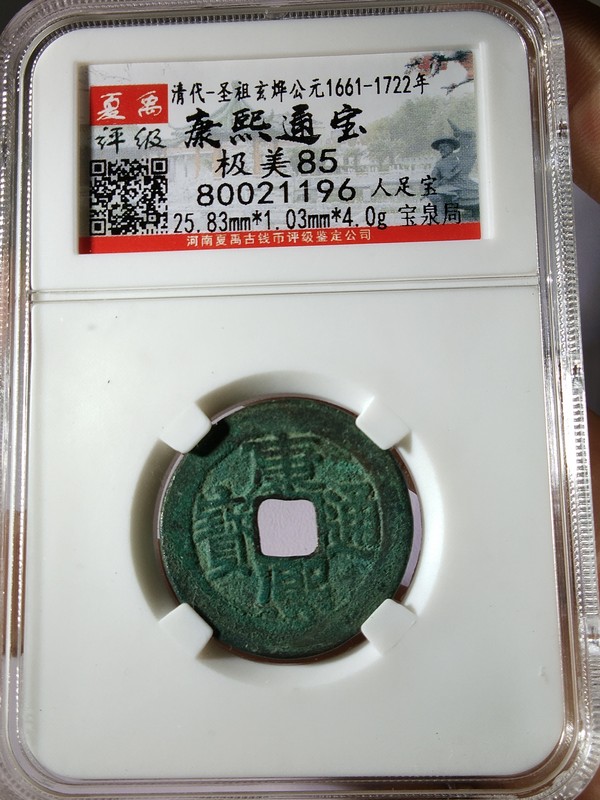 清代-圣祖玄烨公元1661-1722年
夏禹
评级
康熙通宝
极美85
80021196 人足宝
25.83mm*1.03mm*4.0g 宝泉局
河南夏禹古钱币评级鉴定公司
康熙通寶